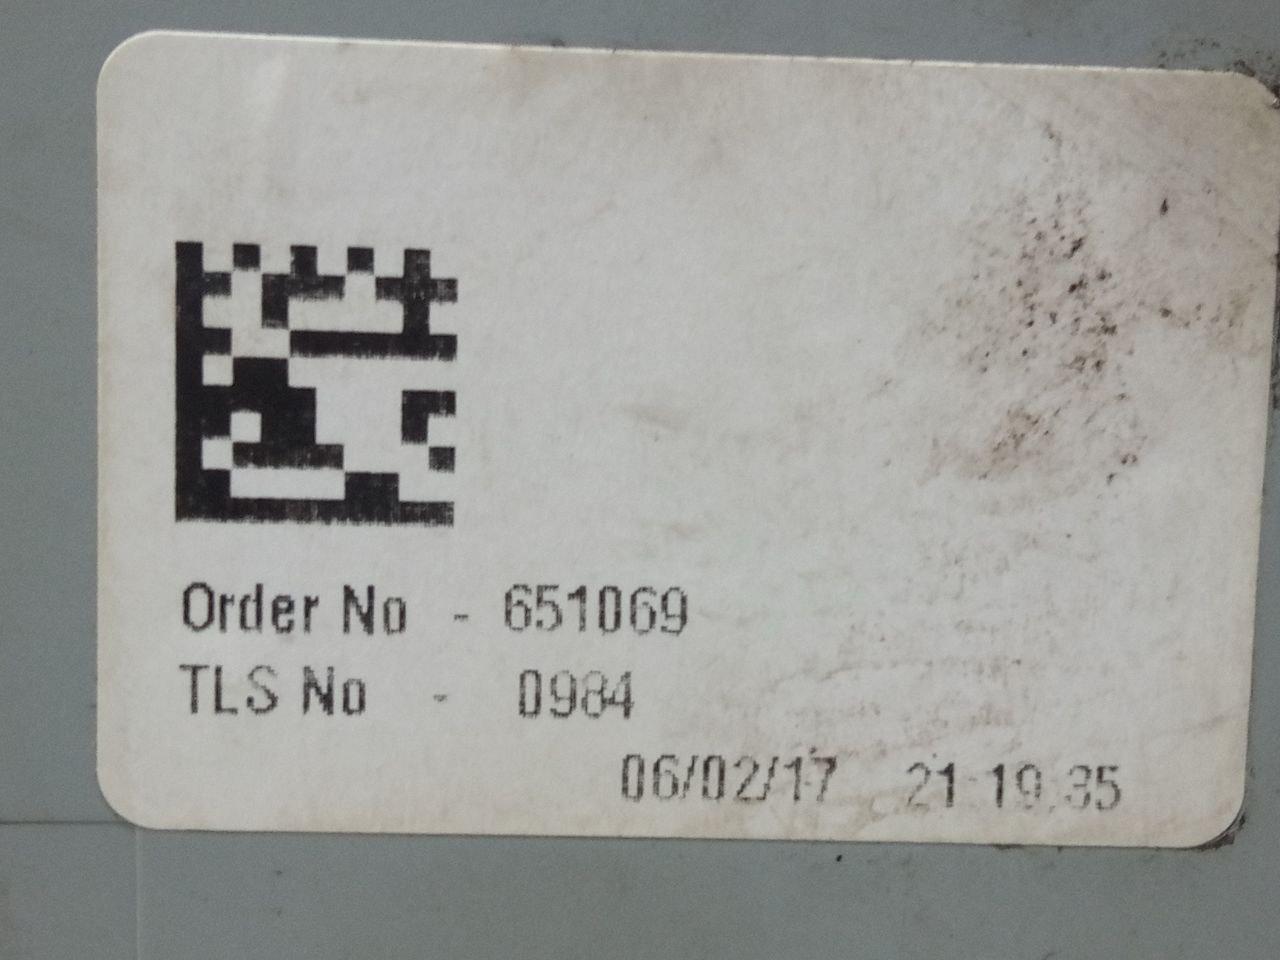 Order No - 651069
TLS No - 0984
06/02/17 21:19:35